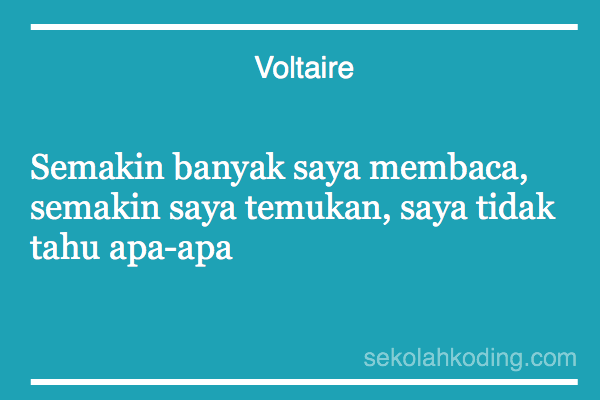 Voltaire
Semakin banyak saya membaca,
semakin saya temukan, saya tidak
tahu apa-apa
sekolahkoding.com